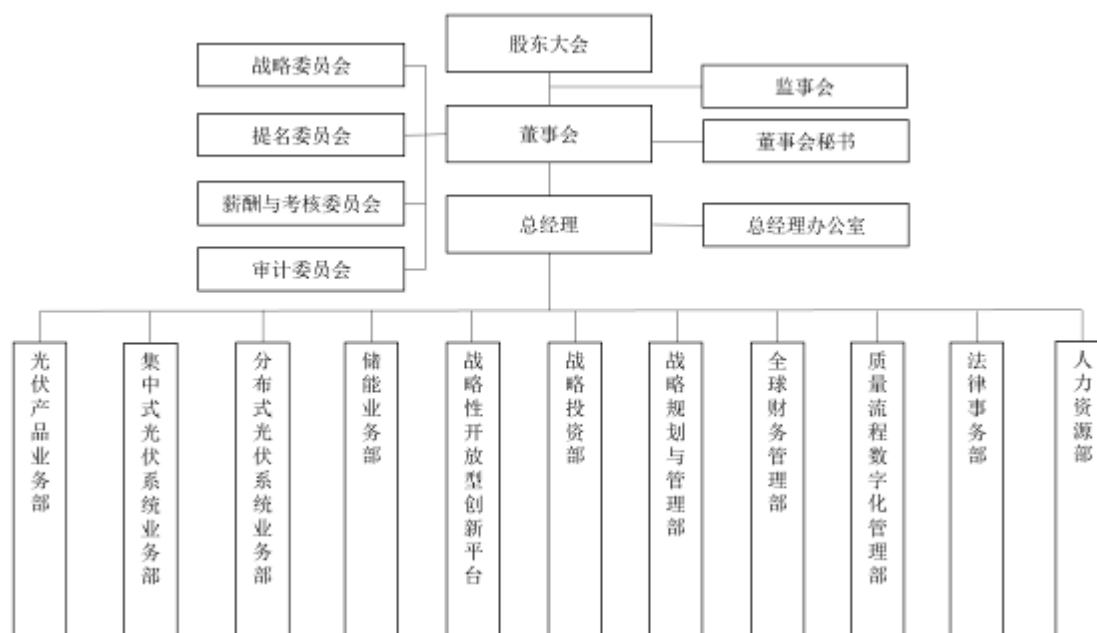 股东大会
战略委员会
监事会
提名委员会
董事会
董事会秘书
薪酬与考核委员会
总经理
总经理办公室
审计委员会
光伏产品业务部
集中式光伏系统业务部
分布式光伏系统业务部
储能业务部
战略性开放型创新平台
战略投资部
战略规划与管理部
全球财务管理部
质量流程数字化管理部
法律事务部
人力资源部